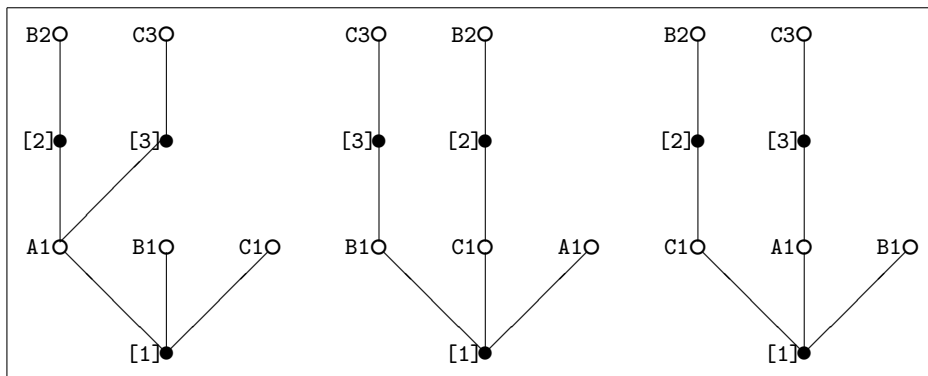 B2 C3 C3 B2 B2 C3
[2] [3] [3] [2] [2] [3]
A1 B1 C1 B1 C1 A1 C1 A1 B1
[1] [1] [1]